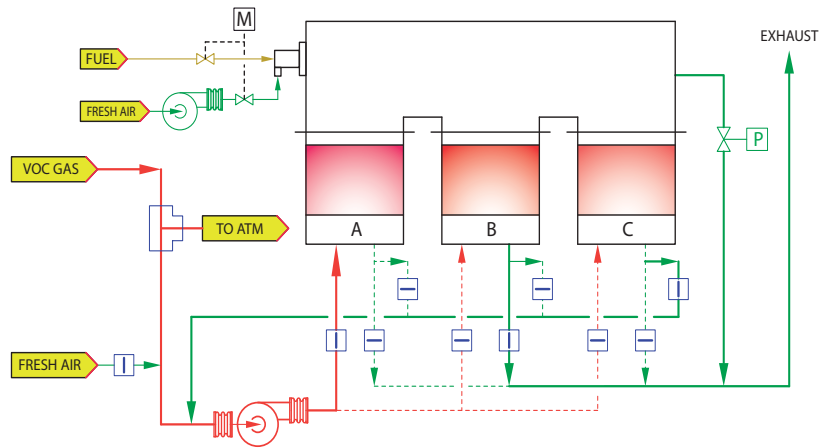 M
EXHAUST
FUEL
FRESH AIR
P
VOC GAS
TO ATM
A
B
C
FRESH AIR